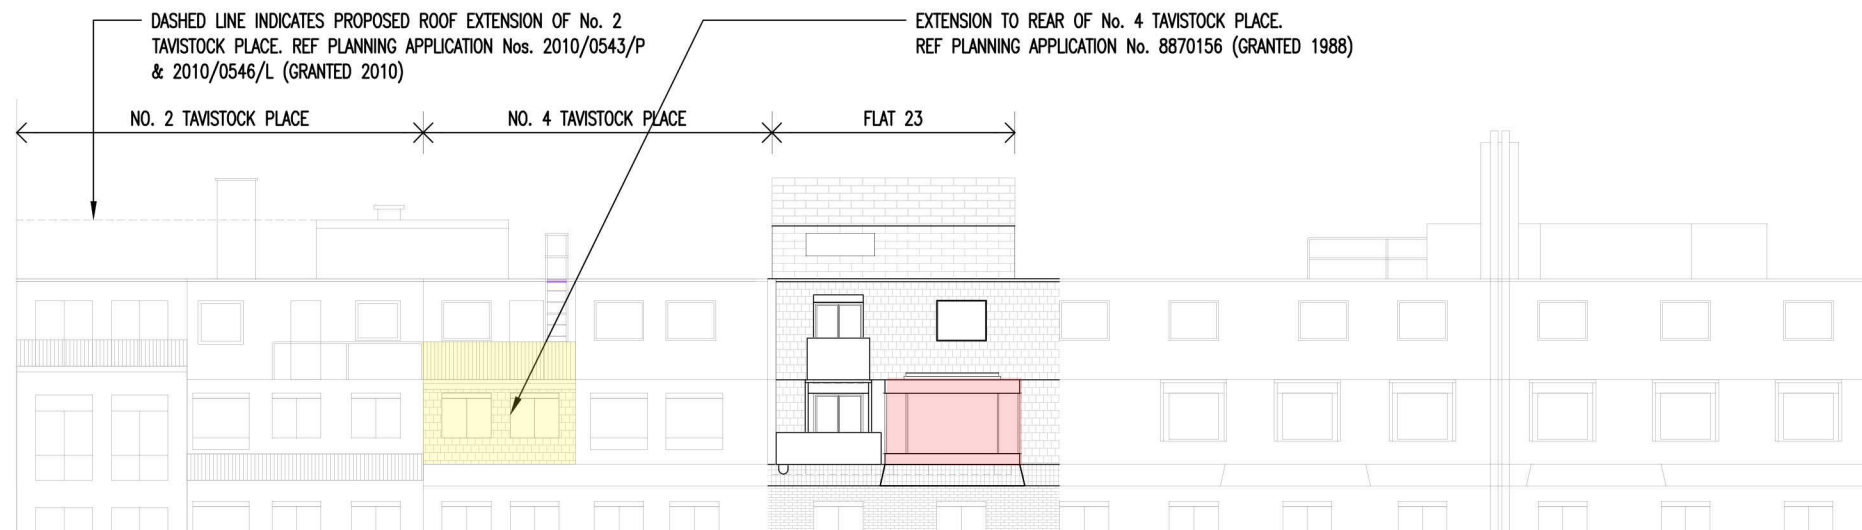 DASHED LINE INDICATES PROPOSED ROOF EXTENSION OF No. 2
TAVISTOCK PLACE. REF PLANNING APPLICATION Nos. 2010/0543/P
& 2010/0546/L (GRANTED 2010)
EXTENSION TO REAR OF No. 4 TAVISTOCK PLACE.
REF PLANNING APPLICATION No. 8870156 (GRANTED 1988)
NO. 2 TAVISTOCK PLACE
NO. 4 TAVISTOCK PLACE
FLAT 23